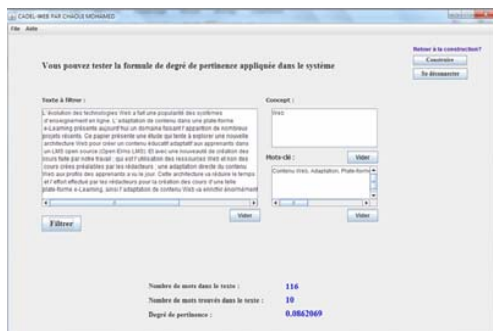 CADEL-WEB PAR CHAOUI MOHAMED
File Aide
Retour à la construction?
Construire
Se déconnecter
Vous pouvez tester la formule de degré de pertinence appliquée dans le système
Texte à filtrer :
L'évolution des technologies Web a fait une popularité des systèmes
d'enseignement en ligne. L'adaptation de contenu dans une plate-forme
e-Learning présente aujourd'hui un domaine faisant l'apparition de nombreux
projets récents. Ce papier présente une étude qui tente à explorer une nouvelle
architecture Web pour créer un contenu éducatif adaptatif aux apprenants dans
un LMS open source (Open Elms LMS). Et avec une nouveauté de création des
cours faite par notre travail ; qui est l'utilisation des ressources Web et non des
cours crées préalables par les rédacteurs ; une adaptation directe du contenu
Web aux profils des apprenants a vu le jour. Cette architecture va réduire le temps
et l'effort effectué par les rédacteurs pour la création des cours d'une telle
plate-forme e-Learning, ainsi l'adaptation de contenu Web va enrichir énormément
Vider
Filtrer
Concept :
Web
Mots-clé :
Vider
Contenu Web, Adaptation, Plate-forme
Vider
Nombre de mots dans le texte : 116
Nombre de mots trouvés dans le texte : 10
Degré de pertinence : 0.0862069